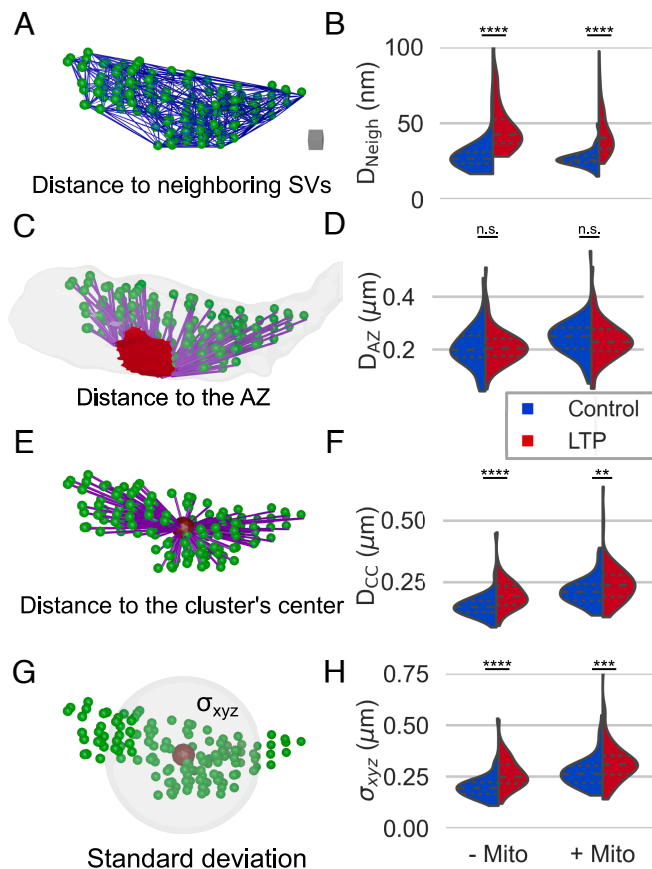 A
Distance to neighboring SVs
B
**** ****
100
50
0
D_Neigh (nm)
C
Distance to the AZ
D
n.s. n.s.
0.4
0.2
D_AZ (μm)
Control
LTP
E
Distance to the cluster's center
F
**** **
0.50
0.25
D_CC (μm)
G
σ_xyz
Standard deviation
H
**** ***
0.75
0.50
0.25
0.00
σ_xyz (μm)
- Mito + Mito